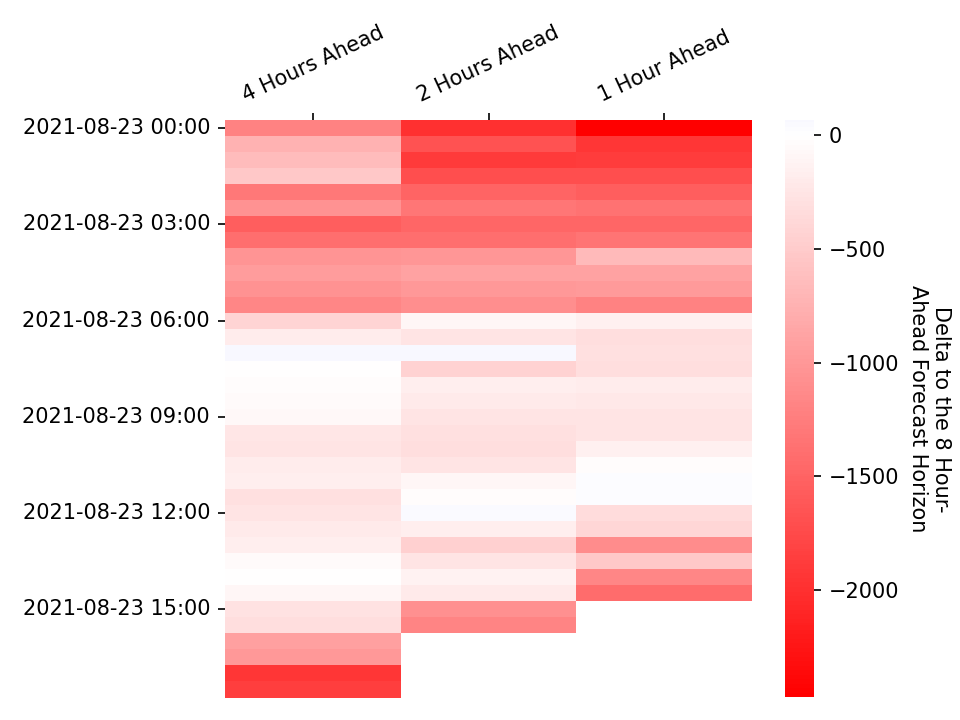 4 Hours Ahead
2 Hours Ahead
1 Hour Ahead
2021-08-23 00:00
2021-08-23 03:00
2021-08-23 06:00
2021-08-23 09:00
2021-08-23 12:00
2021-08-23 15:00
0
−500
−1000
−1500
−2000
Delta to the 8 Hour-
Ahead Forecast Horizon